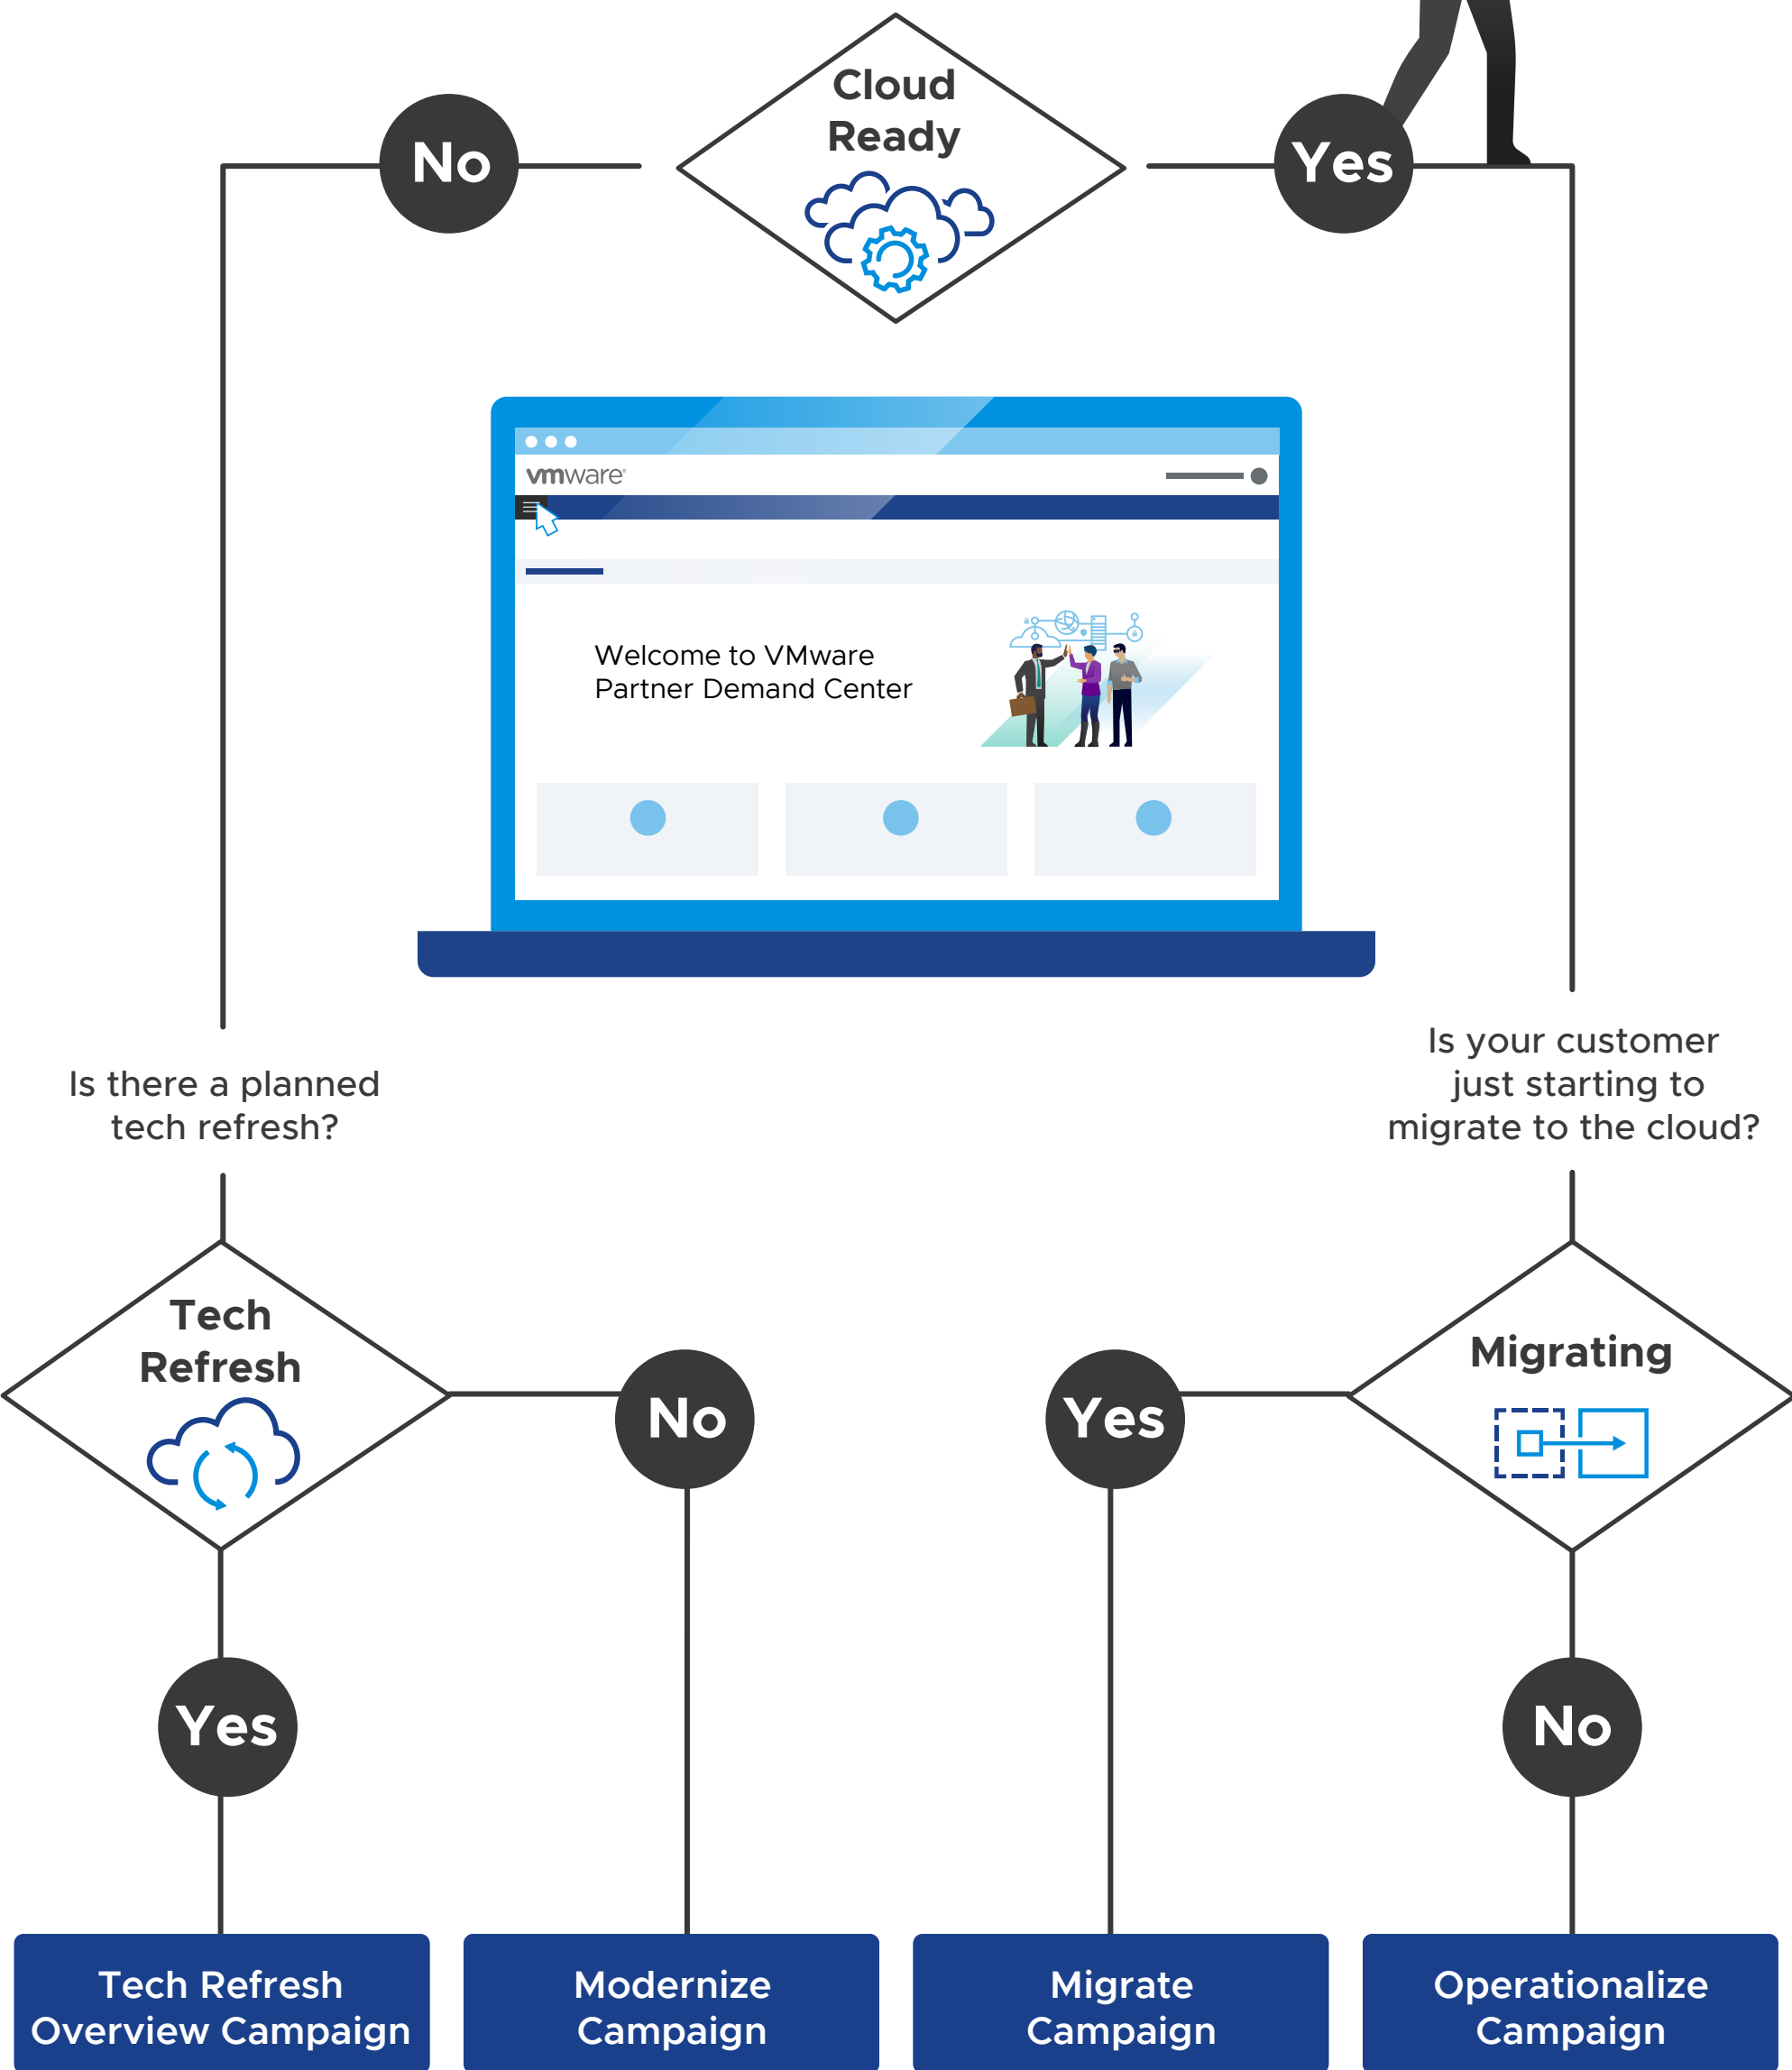 Cloud
Ready
No
Yes
vmware®
Welcome to VMware
Partner Demand Center
Is there a planned
tech refresh?
Is your customer
just starting to
migrate to the cloud?
Tech
Refresh
No
Yes
Migrating
Yes
No
Tech Refresh
Overview Campaign
Modernize
Campaign
Migrate
Campaign
Operationalize
Campaign